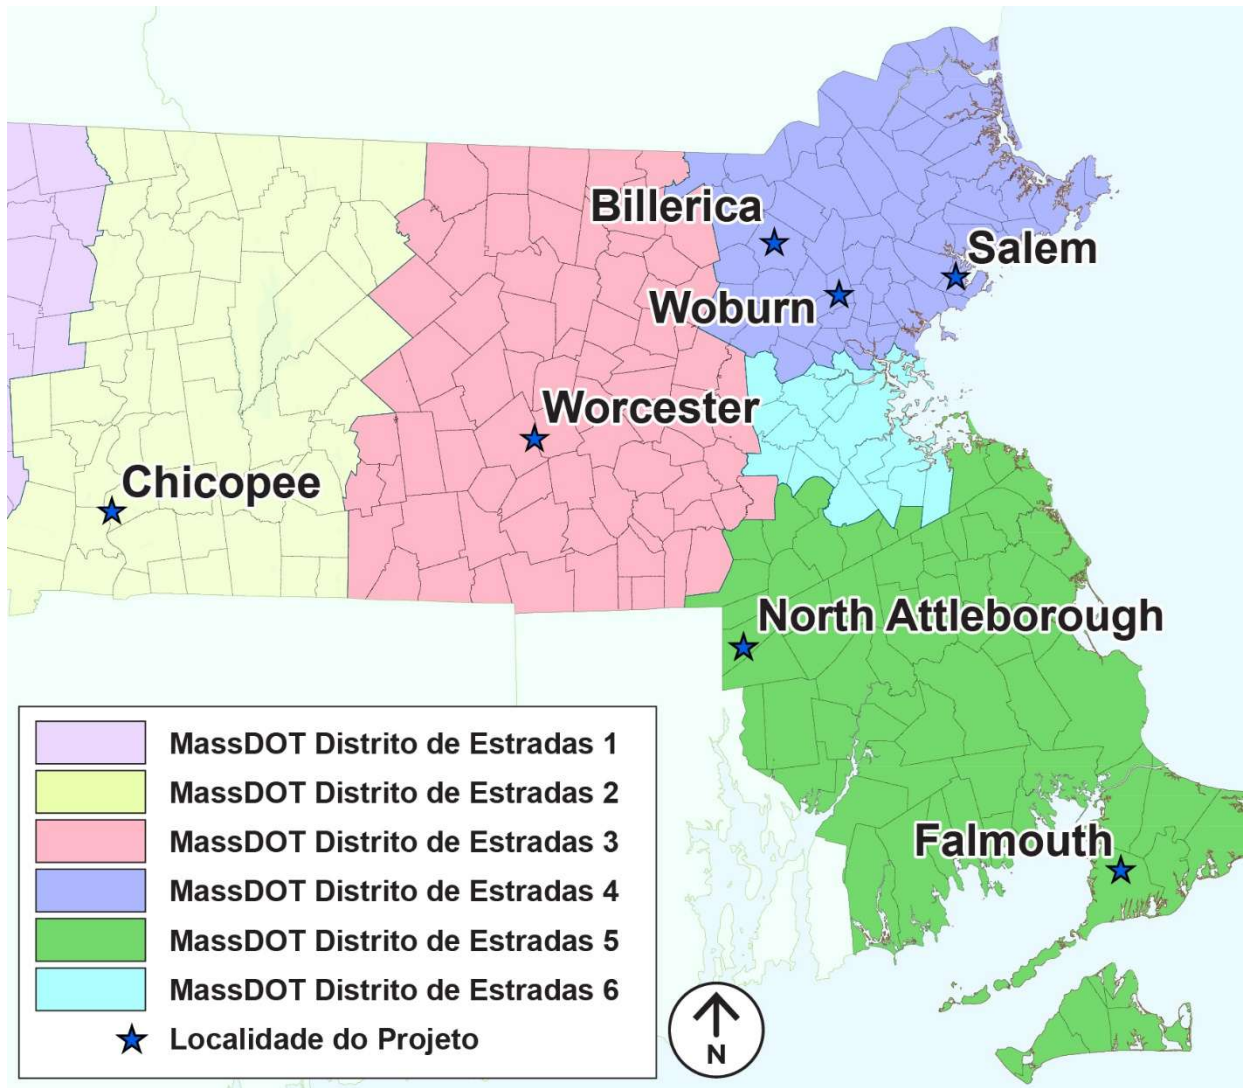 Billerica
Salem
Woburn
Worcester
Chicopee
North Attleborough
Falmouth
MassDOT Distrito de Estradas 1
MassDOT Distrito de Estradas 2
MassDOT Distrito de Estradas 3
MassDOT Distrito de Estradas 4
MassDOT Distrito de Estradas 5
MassDOT Distrito de Estradas 6
Localidade do Projeto
N